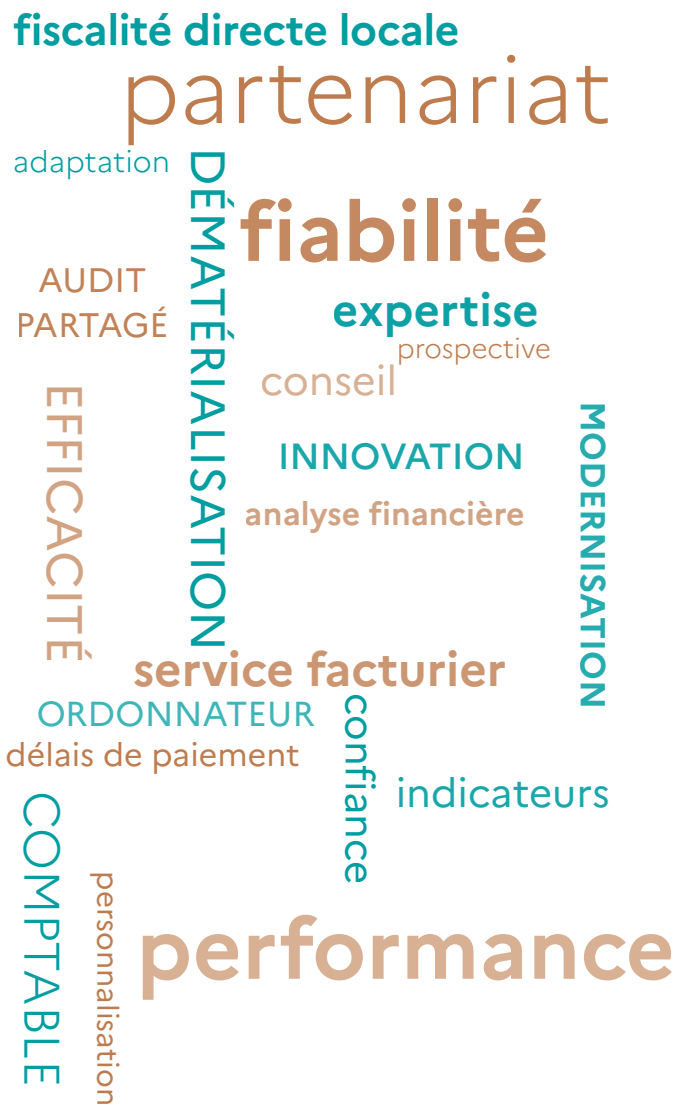 fiscalité directe locale
partenariat
adaptation
DÉMATÉRIALISATION
fiabilité
AUDIT
PARTAGÉ
expertise
prospective
conseil
EFFICACITÉ
MODERNISATION
INNOVATION
analyse financière
service facturier
ORDONNATEUR
confiance
délais de paiement
indicateurs
COMPTABLE
personnalisation
performance